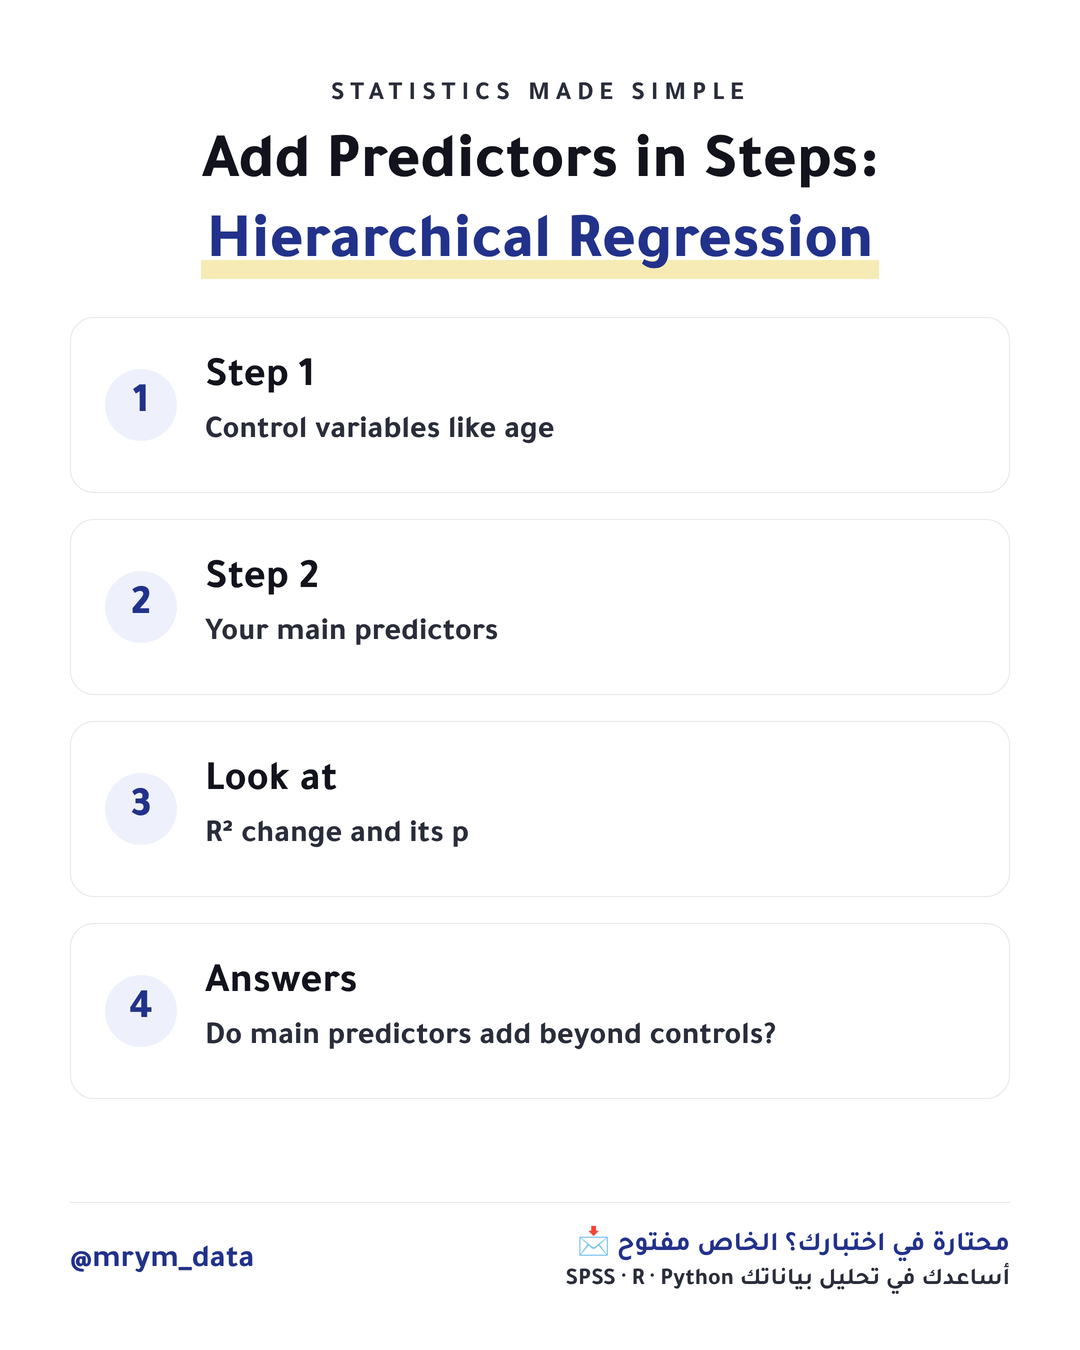 STATISTICS MADE SIMPLE
Add Predictors in Steps:
Hierarchical Regression
1
Step 1
Control variables like age
2
Step 2
Your main predictors
3
Look at
R² change and its p
4
Answers
Do main predictors add beyond controls?
@mrym_data
محتارة في اختبارك؟ الخاص مفتوح 📩
أساعدك في تحليل بياناتك SPSS · R · Python